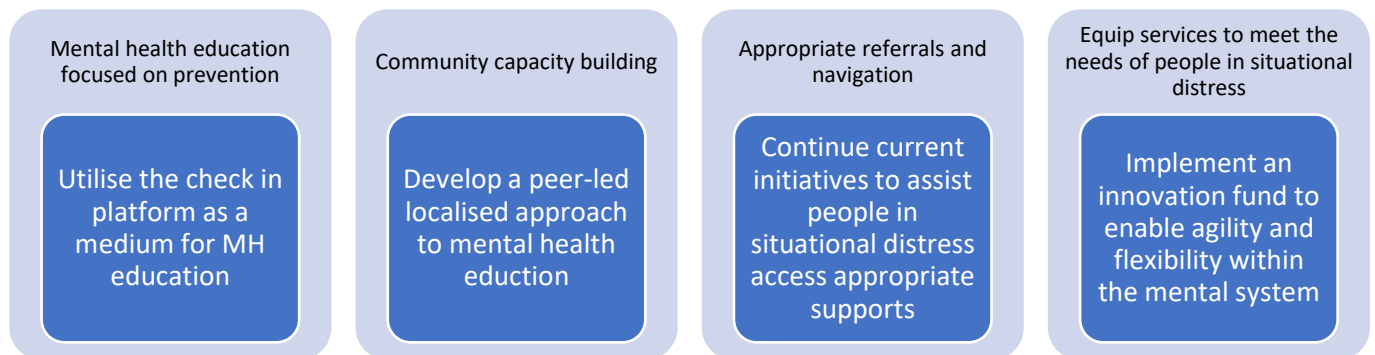 Mental health education
focused on prevention
Utilise the check in
platform as a
medium for MH
education
Community capacity building
Develop a peer-led
localised approach
to mental health
eduction
Appropriate referrals and
navigation
Continue current
initiatives to assist
people in
situational distress
access appropriate
supports
Equip services to meet the
needs of people in situational
distress
Implement an
innovation fund to
enable agility and
flexibility within
the mental system